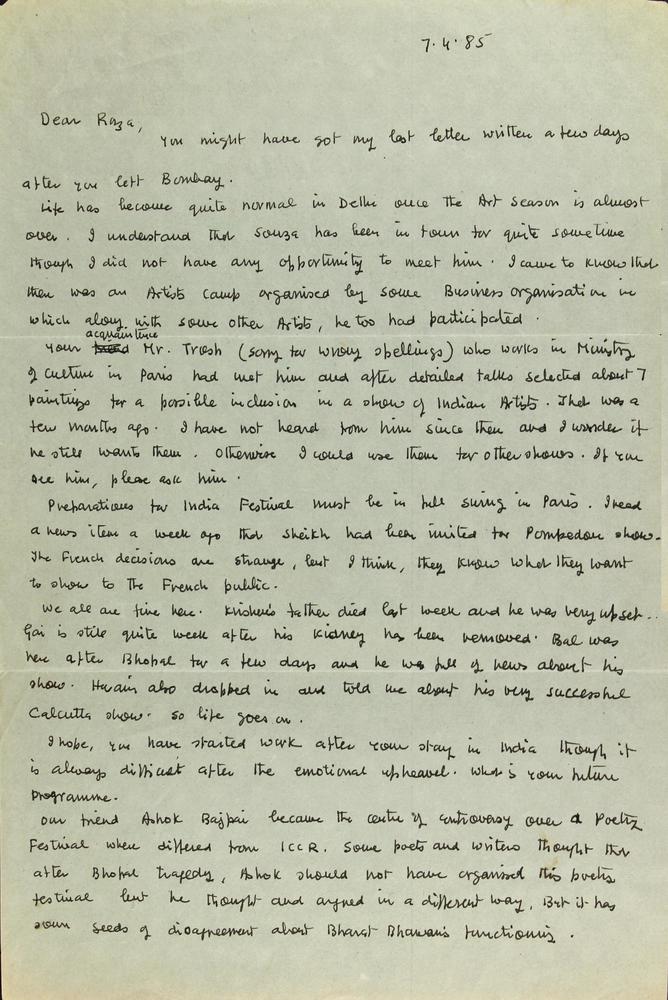 7.4.85
Dear Raza,
you might have got my last letter written a few days
after you left Bombay.
Life has become quite normal in Delhi once the Art Season is almost
over. I understand that Souza has been in town for quite sometime
though I did not have any opportunity to meet him. I came to know that
there was an Artists camp organised by some Business organisation in
which along with some other Artists, he too had participated.
acquaintance
Your Mr. Trosh (sorry for wrong spellings) who works in Ministry
of Culture in Paris had met him and after detailed talks selected about 7
paintings for a possible inclusion in a show of Indian Artists. That was a
few months ago. I have not heard from him since then and I wonder if
he still wants them. Otherwise I could use them for other shows. If you
see him, please ask him.
Preparations for India Festival must be in full swing in Paris. I read
a news item a week ago that Sheikh had been invited for Pompedou show.
The French decisions are strange, but I think, they know what they want
to show to the French public.
We all are fine here. Krishen's father died last week and he was very upset..
Gai is still quite week after his kidney has been removed. Bal was
here after Bhopal for a few days and he was full of news about his
show. Husain also dropped in and told me about his very successful
Calcutta show. So life goes on.
I hope, you have started work after your stay in India though it
is always difficult after the emotional upheavel. What's your future
programme.
Our friend Ashok Bajpai became the centre of controversy over a Poetry
Festival when differed from ICCR. Some poets and writers thought that
after Bhopal tragedy, Ashok should not have organised this poetry
festival but he thought and argued in a different way, But it has
sown seeds of disagreement about Bharat Bhawan's functioning.